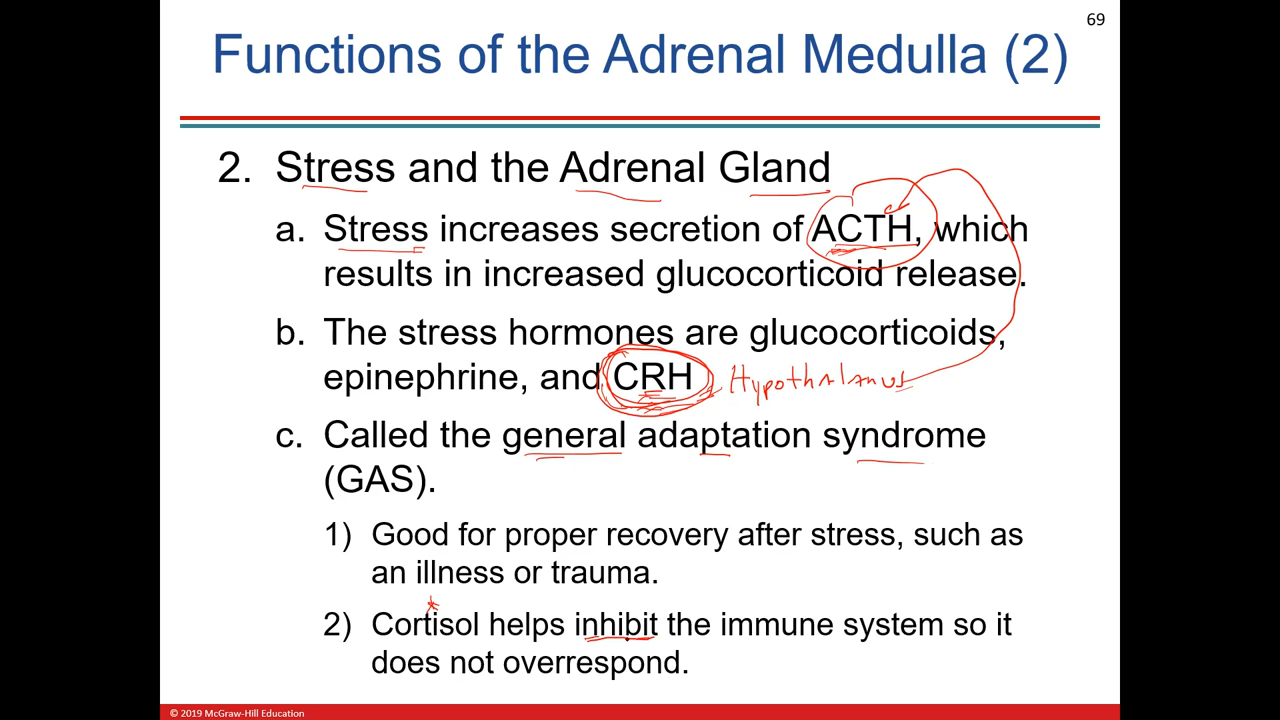 69
Functions of the Adrenal Medulla (2)
2. Stress and the Adrenal Gland
a. Stress increases secretion of ACTH, which
results in increased glucocorticoid release.
b. The stress hormones are glucocorticoids,
epinephrine, and CRH Hypothalamus
c. Called the general adaptation syndrome
(GAS).
1) Good for proper recovery after stress, such as
an illness or trauma.
2) Cortisol helps inhibit the immune system so it
does not overrespond.
© 2019 McGraw-Hill Education